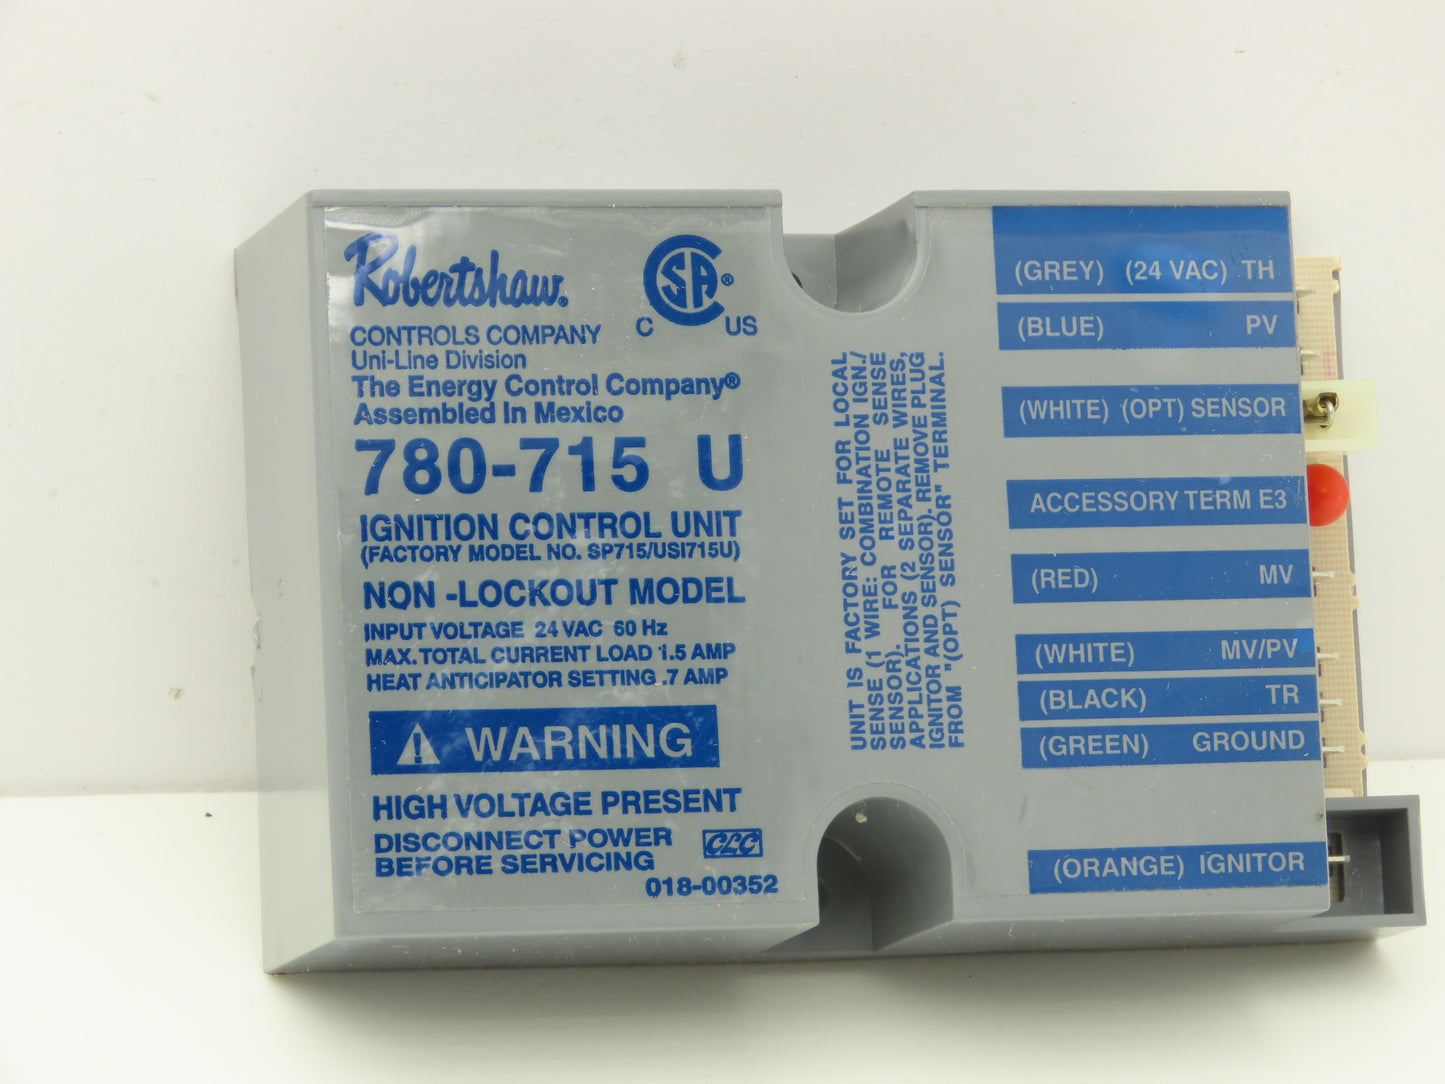 Robertshaw®
CONTROLS COMPANY
Uni-Line Division
The Energy Control Company®
Assembled In Mexico
780-715 U
IGNITION CONTROL UNIT
(FACTORY MODEL NO. SP715/USI715U)
NON -LOCKOUT MODEL
INPUT VOLTAGE 24 VAC 60 Hz
MAX. TOTAL CURRENT LOAD 1.5 AMP
HEAT ANTICIPATOR SETTING .7 AMP
WARNING
HIGH VOLTAGE PRESENT
DISCONNECT POWER
BEFORE SERVICING
CLC
018-00352
SA ®
C US
UNIT IS FACTORY SET FOR LOCAL
SENSE (1 WIRE: COMBINATION IGN./
SENSOR). FOR REMOTE SENSE
APPLICATIONS (2 SEPARATE WIRES,
IGNITOR AND SENSOR). REMOVE PLUG
FROM "(OPT) SENSOR" TERMINAL.
(GREY) (24 VAC) TH
(BLUE) PV
(WHITE) (OPT) SENSOR
ACCESSORY TERM E3
(RED) MV
(WHITE) MV/PV
(BLACK) TR
(GREEN) GROUND
(ORANGE) IGNITOR